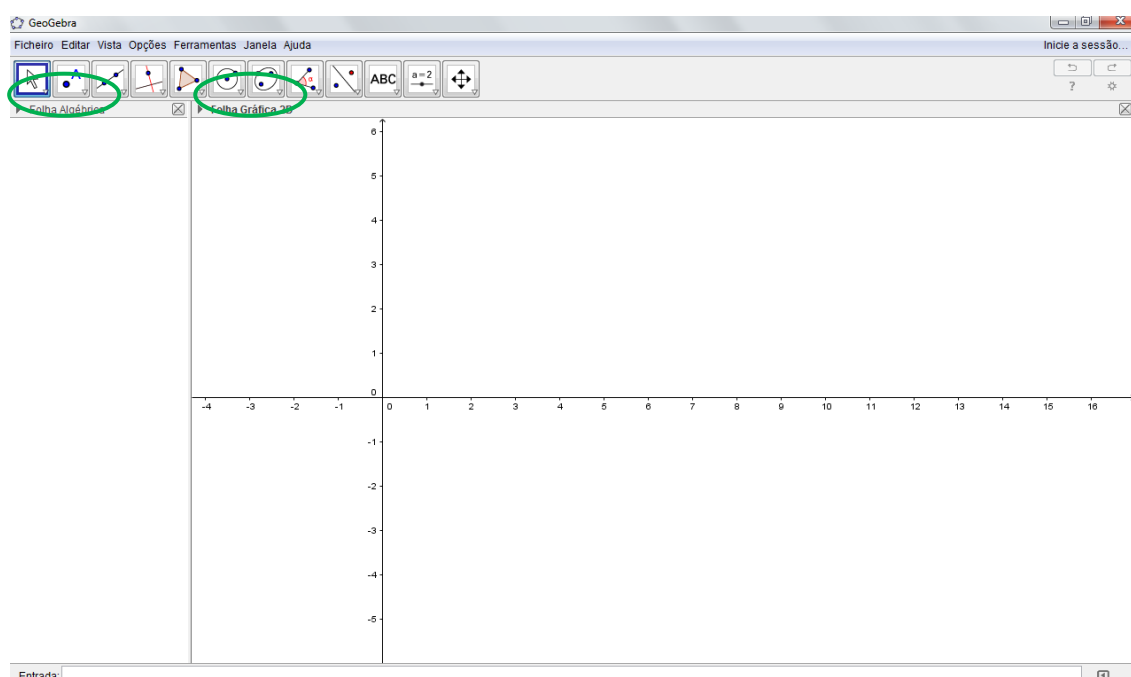 GeoGebra
Ficheiro Editar Vista Opções Ferramentas Janela Ajuda
Inicie a sessão...
A
α
ABC
a=2
?
Folha Algébrica
Folha Gráfica 2D
6
5
4
3
2
1
0
-4 -3 -2 -1 0 1 2 3 4 5 6 7 8 9 10 11 12 13 14 15 16
-1
-2
-3
-4
-5
Entrada: